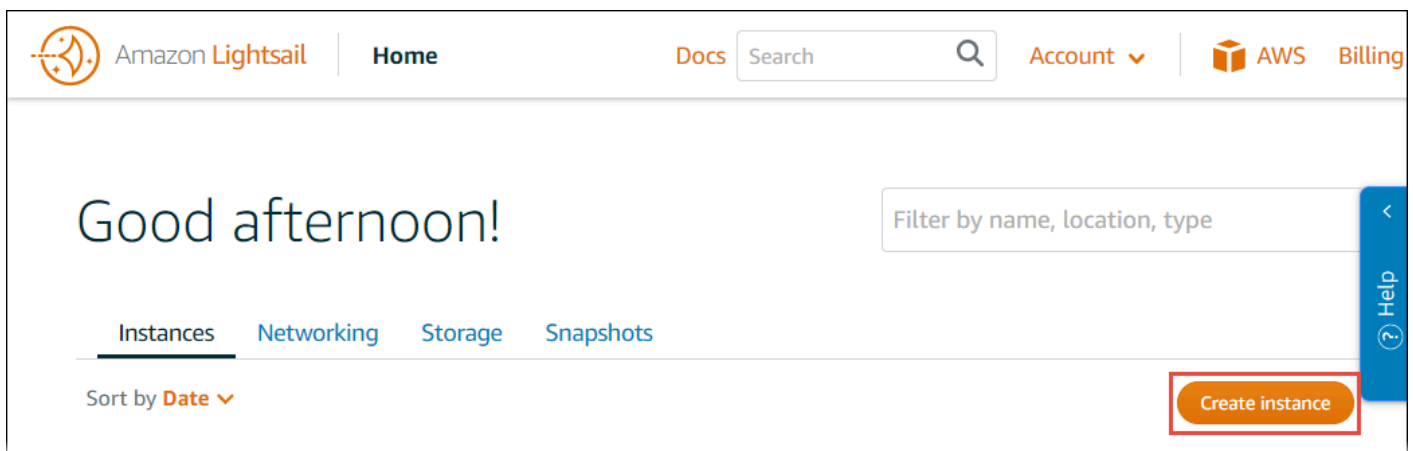 Amazon Lightsail Home Docs Search Account AWS Billing
Good afternoon!
Filter by name, location, type
? Help
Instances Networking Storage Snapshots
Sort by Date
Create instance